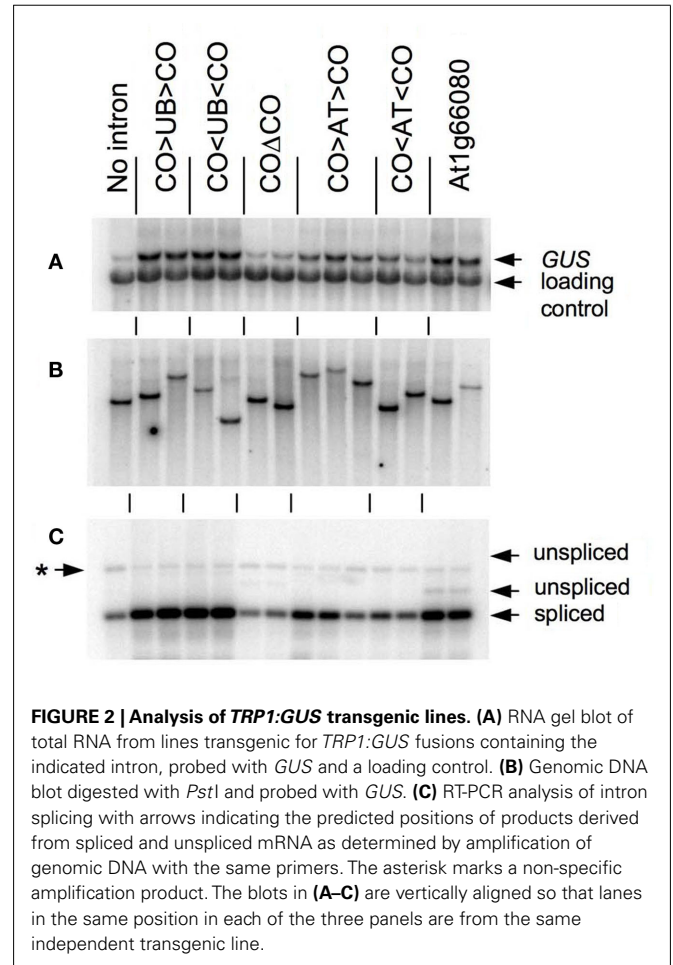 No intron
CO>UB>CO
CO<UB<CO
COΔCO
CO>AT>CO
CO<AT<CO
At1g66080
A
GUS
loading
control
B
C
unspliced
*
unspliced
spliced
FIGURE 2 | Analysis of TRP1:GUS transgenic lines. (A) RNA gel blot of
total RNA from lines transgenic for TRP1:GUS fusions containing the
indicated intron, probed with GUS and a loading control. (B) Genomic DNA
blot digested with PstI and probed with GUS. (C) RT-PCR analysis of intron
splicing with arrows indicating the predicted positions of products derived
from spliced and unspliced mRNA as determined by amplification of
genomic DNA with the same primers. The asterisk marks a non-specific
amplification product. The blots in (A–C) are vertically aligned so that lanes
in the same position in each of the three panels are from the same
independent transgenic line.